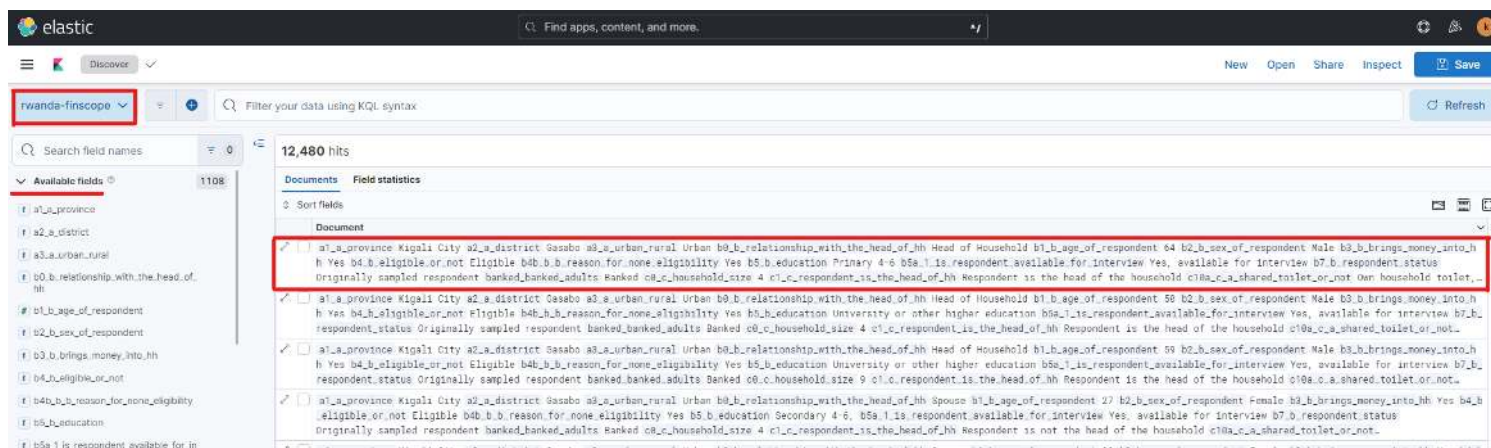 elastic
Find apps, content, and more.
Discover
New Open Share Inspect Save
rwanda-finscope
Filter your data using KQL syntax
Refresh
Search field names
0
12,480 hits
Available fields
1108
Documents Field statistics
Sort fields
Document
a1_a_province
a2_a_district
a3_a_urban_rural
b0_b_relationship_with_the_head_of_
hh
b1_b_age_of_respondent
b2_b_sex_of_respondent
b3_b_brings_money_into_hh
b4_b_eligible_or_not
b4b_b_b_reason_for_none_eligibility
b5_b_education
b5a_1_is_respondent_available_for_in
a1_a_province Kigali City a2_a_district Gasabo a3_a_urban_rural Urban b0_b_relationship_with_the_head_of_hh Head of Household b1_b_age_of_respondent 64 b2_b_sex_of_respondent Male b3_b_brings_money_into_h
h Yes b4_b_eligible_or_not Eligible b4b_b_b_reason_for_none_eligibility Yes b5_b_education Primary 4-6 b5a_1_is_respondent_available_for_interview Yes, available for interview b7_b_respondent_status
Originally sampled respondent banked_banked_adults Banked c0_c_household_size 4 c1_c_respondent_is_the_head_of_hh Respondent is the head of the household c10a_c_a_shared_toilet_or_not Own household toilet,…
a1_a_province Kigali City a2_a_district Gasabo a3_a_urban_rural Urban b0_b_relationship_with_the_head_of_hh Head of Household b1_b_age_of_respondent 50 b2_b_sex_of_respondent Male b3_b_brings_money_into_h
h Yes b4_b_eligible_or_not Eligible b4b_b_b_reason_for_none_eligibility Yes b5_b_education University or other higher education b5a_1_is_respondent_available_for_interview Yes, available for interview b7_b_
respondent_status Originally sampled respondent banked_banked_adults Banked c0_c_household_size 4 c1_c_respondent_is_the_head_of_hh Respondent is the head of the household c10a_c_a_shared_toilet_or_not…
a1_a_province Kigali City a2_a_district Gasabo a3_a_urban_rural Urban b0_b_relationship_with_the_head_of_hh Head of Household b1_b_age_of_respondent 59 b2_b_sex_of_respondent Male b3_b_brings_money_into_h
h Yes b4_b_eligible_or_not Eligible b4b_b_b_reason_for_none_eligibility Yes b5_b_education University or other higher education b5a_1_is_respondent_available_for_interview Yes, available for interview b7_b_
respondent_status Originally sampled respondent banked_banked_adults Banked c0_c_household_size 9 c1_c_respondent_is_the_head_of_hh Respondent is the head of the household c10a_c_a_shared_toilet_or_not…
a1_a_province Kigali City a2_a_district Gasabo a3_a_urban_rural Urban b0_b_relationship_with_the_head_of_hh Spouse b1_b_age_of_respondent 27 b2_b_sex_of_respondent Female b3_b_brings_money_into_hh Yes b4_b
_eligible_or_not Eligible b4b_b_b_reason_for_none_eligibility Yes b5_b_education Secondary 4-6, b5a_1_is_respondent_available_for_interview Yes, available for interview b7_b_respondent_status
Originally sampled respondent banked_banked_adults Banked c0_c_household_size 4 c1_c_respondent_is_the_head_of_hh Respondent is not the head of the household c10a_c_a_shared_toilet_or_not…